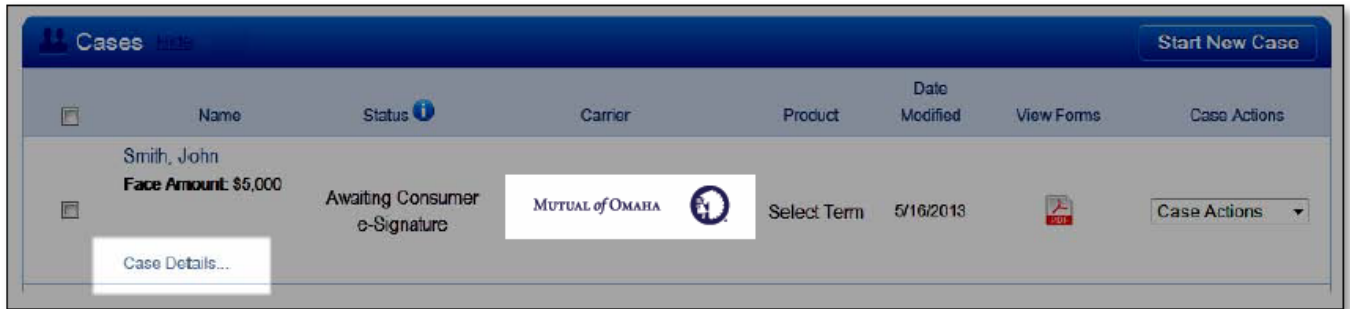 Cases Hide
Start New Case
Name
Status
Carrier
Product
Date
Modified
View Forms
Case Actions
Smith, John
Face Amount: $5,000
Awaiting Consumer
e-Signature
MUTUAL of OMAHA
Select Term
5/16/2013
PDF
Case Actions
Case Details...